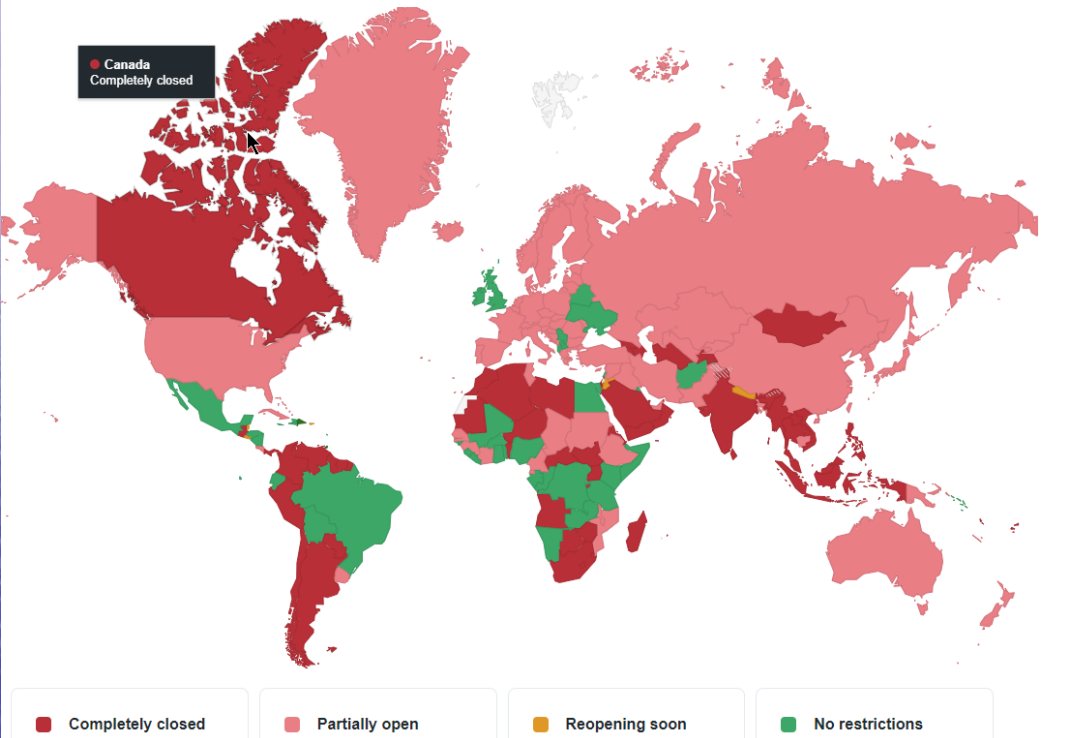 Canada
Completely closed
Completely closed
Partially open
Reopening soon
No restrictions